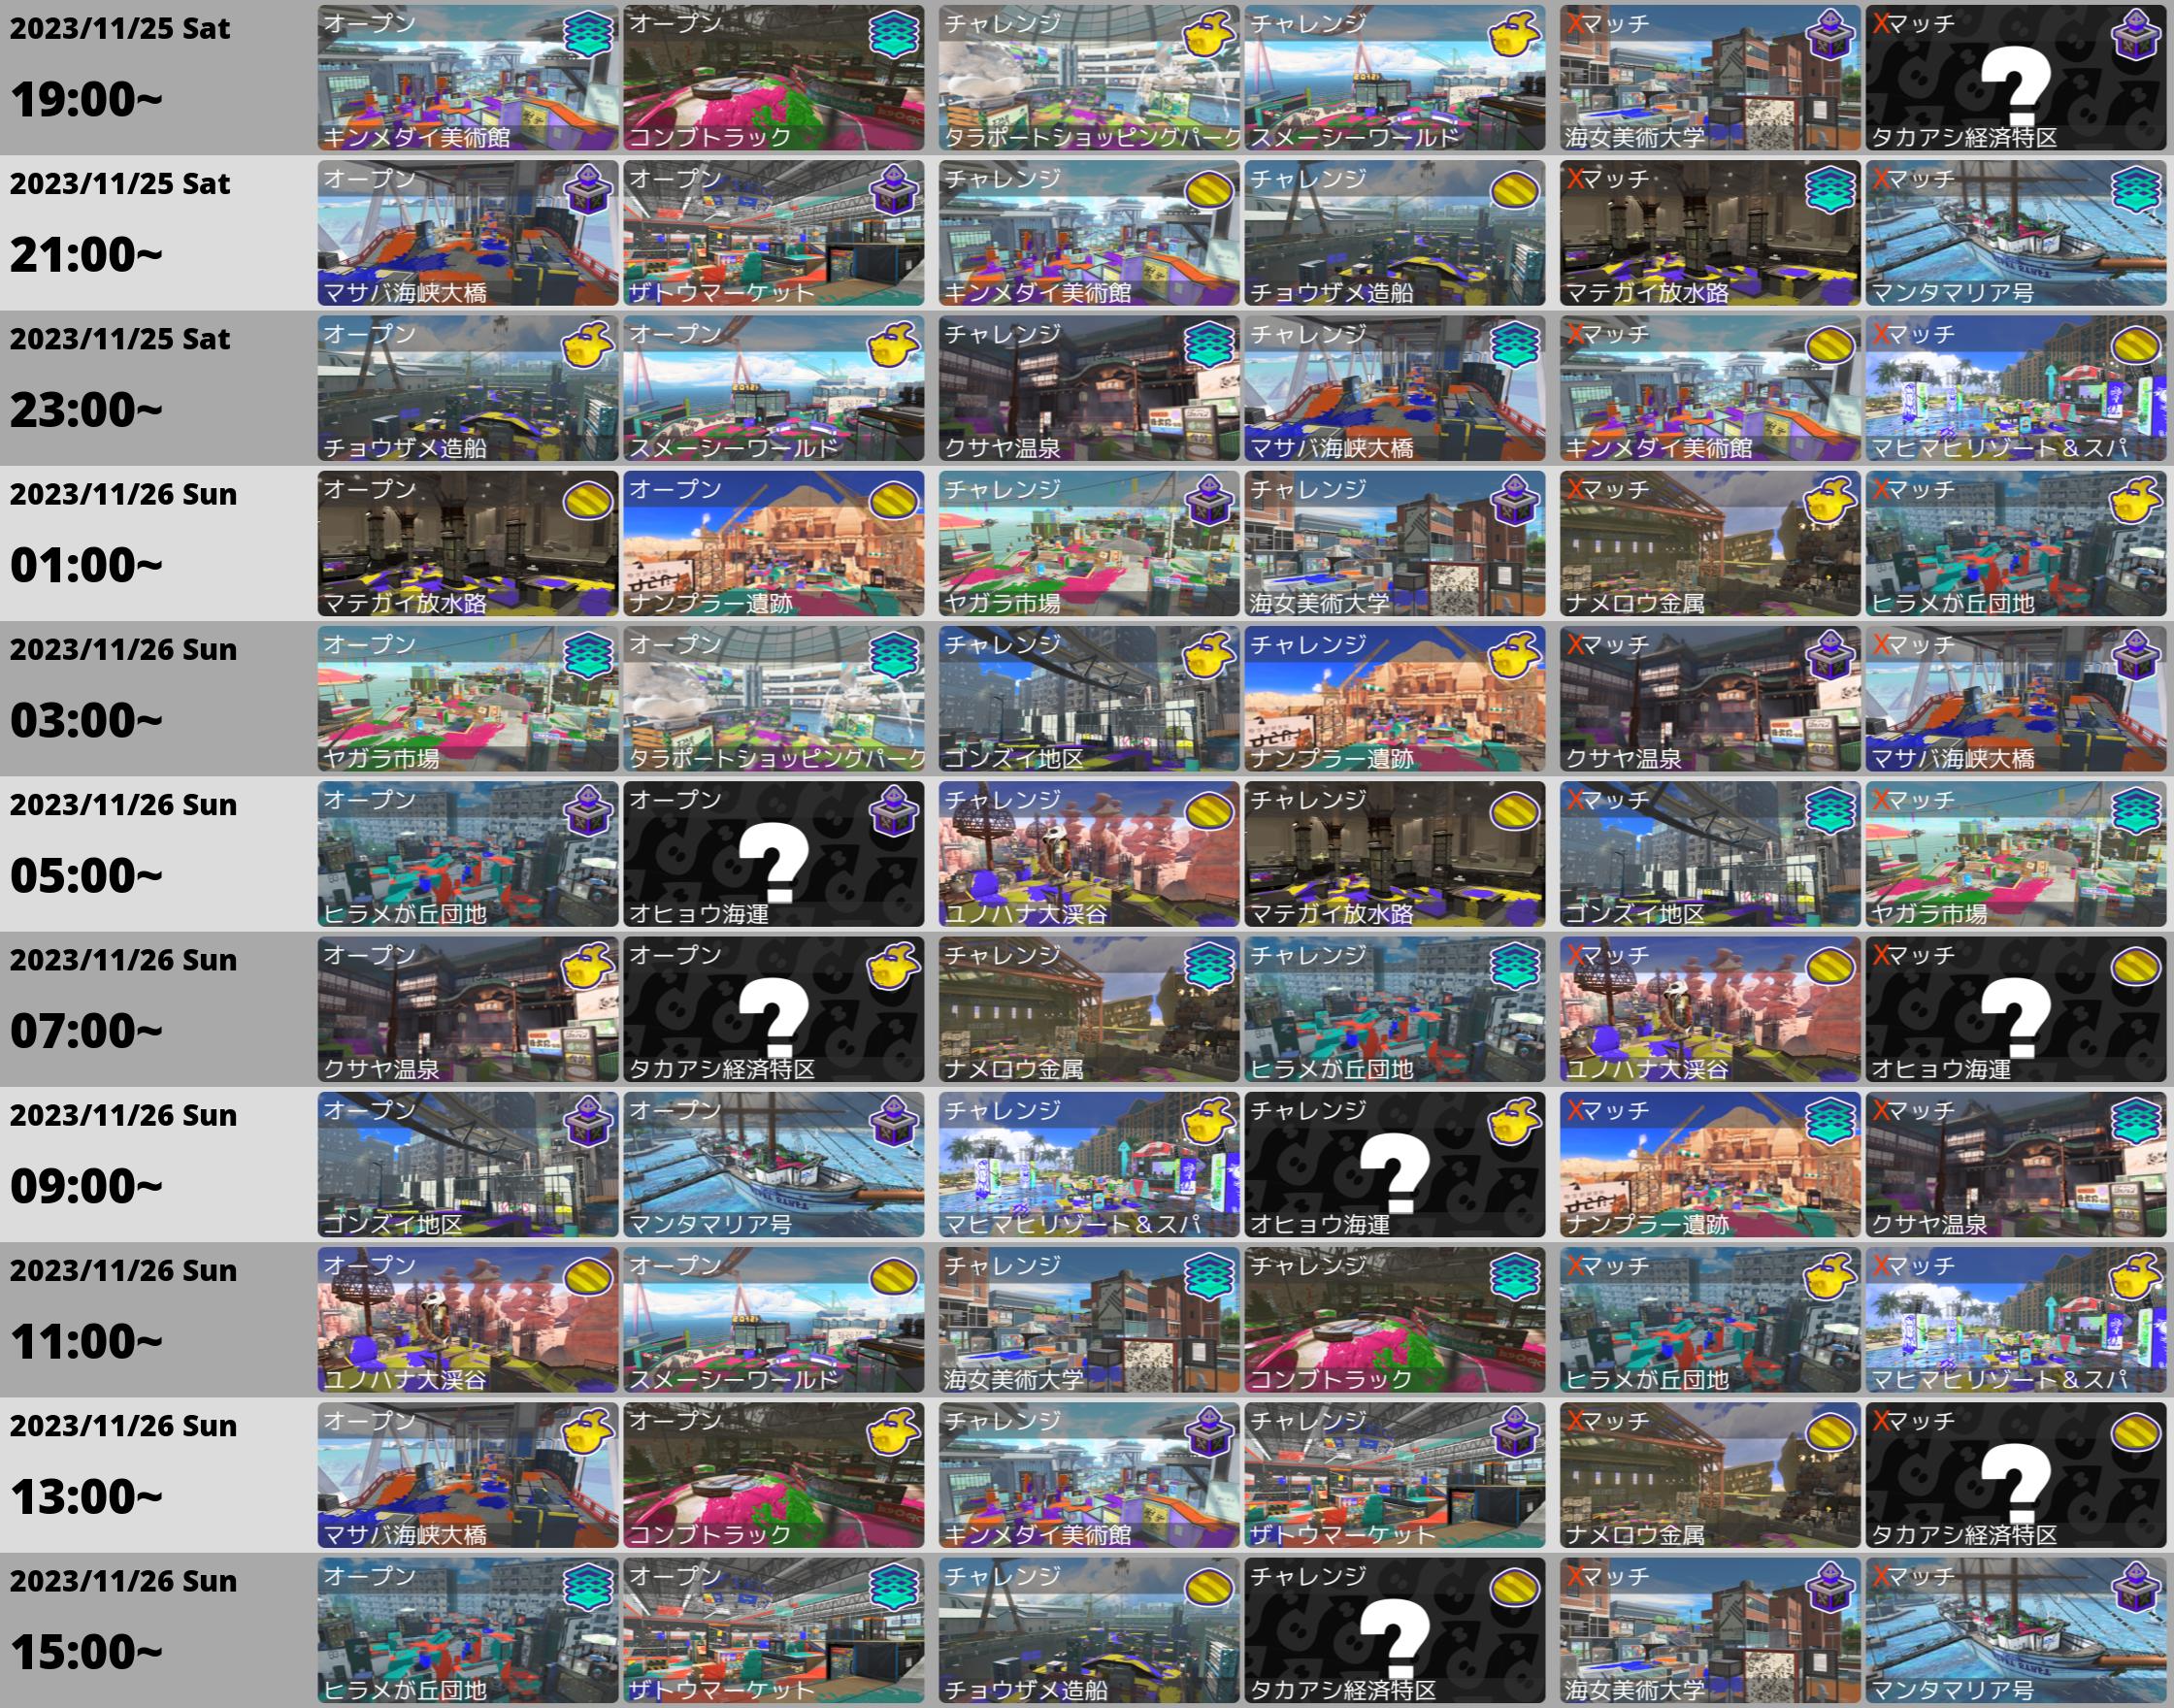 2023/11/25 Sat
19:00~
オープン
キンメダイ美術館
オープン
コンブトラック
チャレンジ
タラポートショッピングパーク
チャレンジ
スメーシーワールド
Xマッチ
海女美術大学
Xマッチ
?
タカアシ経済特区
2023/11/25 Sat
21:00~
オープン
マサバ海峡大橋
オープン
ザトウマーケット
チャレンジ
キンメダイ美術館
チャレンジ
チョウザメ造船
Xマッチ
マテガイ放水路
Xマッチ
マンタマリア号
2023/11/25 Sat
23:00~
オープン
チョウザメ造船
オープン
スメーシーワールド
チャレンジ
クサヤ温泉
チャレンジ
マサバ海峡大橋
Xマッチ
キンメダイ美術館
Xマッチ
マヒマヒリゾート&スパ
2023/11/26 Sun
01:00~
オープン
マテガイ放水路
オープン
ナンプラー遺跡
チャレンジ
ヤガラ市場
チャレンジ
海女美術大学
Xマッチ
ナメロウ金属
Xマッチ
ヒラメが丘団地
2023/11/26 Sun
03:00~
オープン
ヤガラ市場
オープン
タラポートショッピングパーク
チャレンジ
ゴンズイ地区
チャレンジ
ナンプラー遺跡
Xマッチ
クサヤ温泉
Xマッチ
マサバ海峡大橋
2023/11/26 Sun
05:00~
オープン
ヒラメが丘団地
オープン
?
オヒョウ海運
チャレンジ
ユノハナ大渓谷
チャレンジ
マテガイ放水路
Xマッチ
ゴンズイ地区
Xマッチ
ヤガラ市場
2023/11/26 Sun
07:00~
オープン
クサヤ温泉
オープン
?
タカアシ経済特区
チャレンジ
ナメロウ金属
チャレンジ
ヒラメが丘団地
Xマッチ
ユノハナ大渓谷
Xマッチ
?
オヒョウ海運
2023/11/26 Sun
09:00~
オープン
ゴンズイ地区
オープン
マンタマリア号
チャレンジ
マヒマヒリゾート&スパ
チャレンジ
?
オヒョウ海運
Xマッチ
ナンプラー遺跡
Xマッチ
クサヤ温泉
2023/11/26 Sun
11:00~
オープン
ユノハナ大渓谷
オープン
スメーシーワールド
チャレンジ
海女美術大学
チャレンジ
コンブトラック
Xマッチ
ヒラメが丘団地
Xマッチ
マヒマヒリゾート&スパ
2023/11/26 Sun
13:00~
オープン
マサバ海峡大橋
オープン
コンブトラック
チャレンジ
キンメダイ美術館
チャレンジ
ザトウマーケット
Xマッチ
ナメロウ金属
Xマッチ
?
タカアシ経済特区
2023/11/26 Sun
15:00~
オープン
ヒラメが丘団地
オープン
ザトウマーケット
チャレンジ
チョウザメ造船
チャレンジ
?
タカアシ経済特区
Xマッチ
海女美術大学
Xマッチ
マンタマリア号